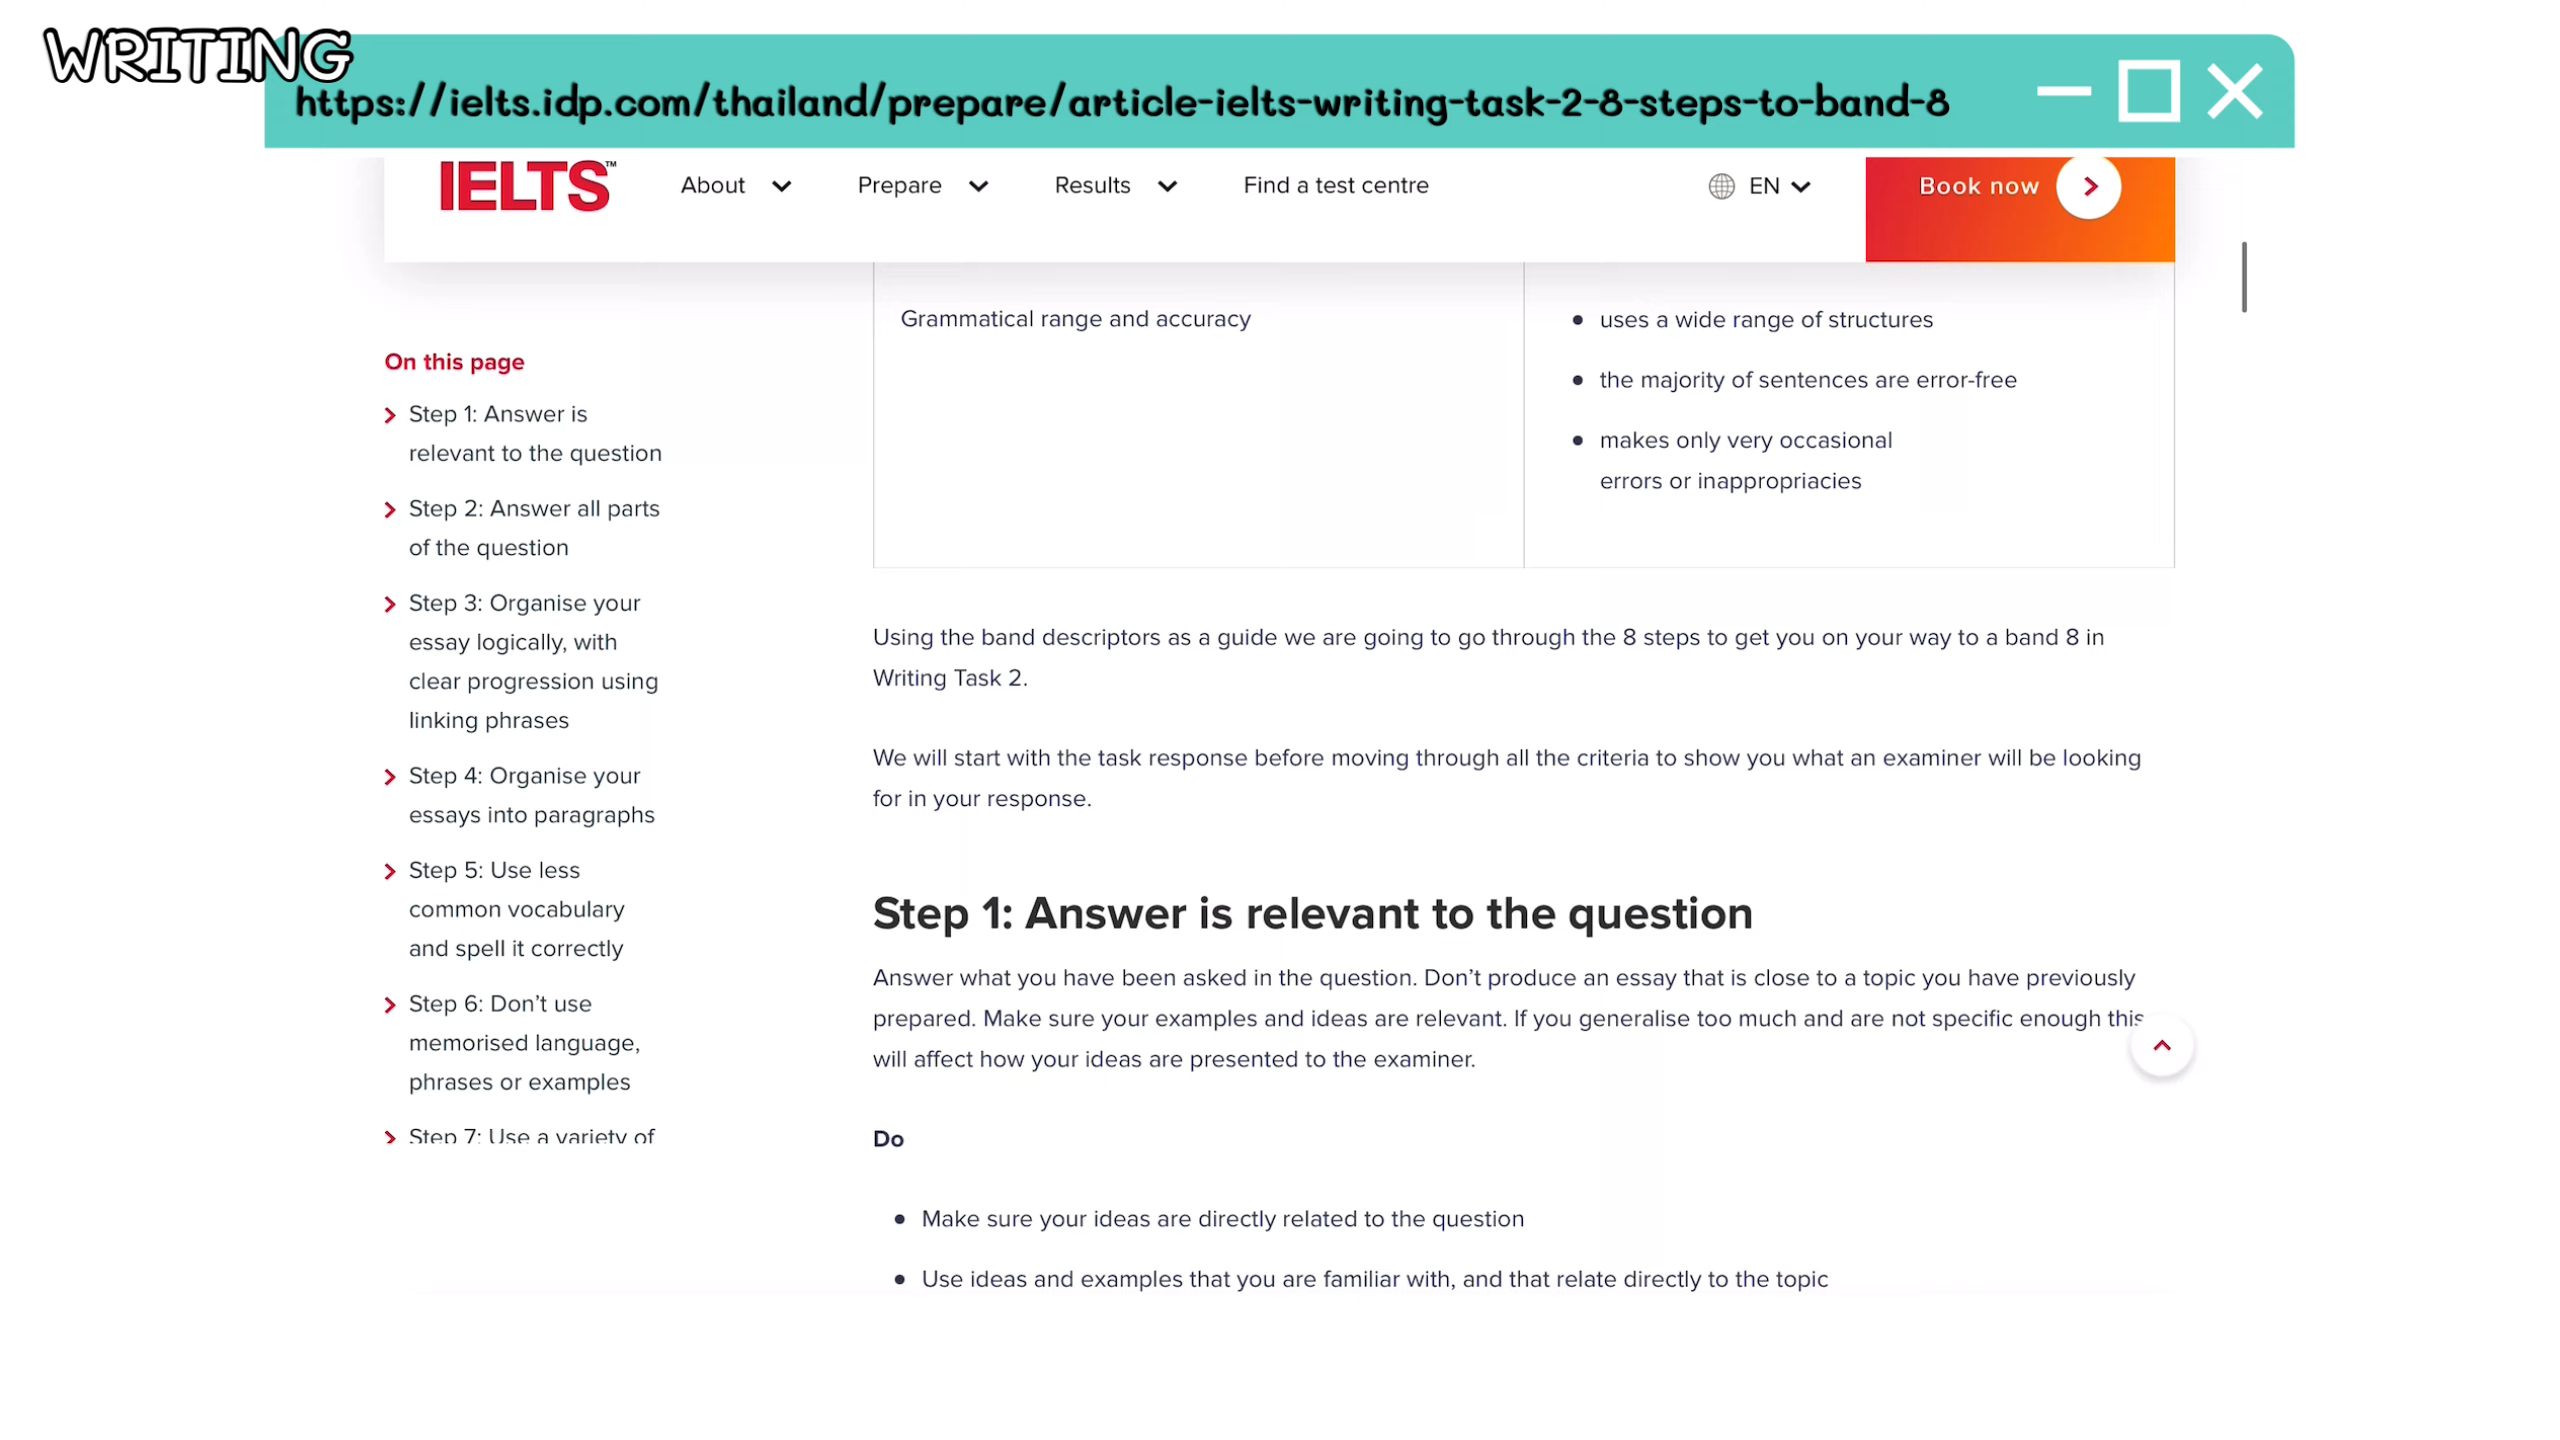 WRITING
https://ielts.idp.com/thailand/prepare/article-ielts-writing-task-2-8-steps-to-band-8
IELTS™
About
Prepare
Results
Find a test centre
EN
Book now
On this page
Step 1: Answer is
relevant to the question
Step 2: Answer all parts
of the question
Step 3: Organise your
essay logically, with
clear progression using
linking phrases
Step 4: Organise your
essays into paragraphs
Step 5: Use less
common vocabulary
and spell it correctly
Step 6: Don’t use
memorised language,
phrases or examples
Step 7: Use a variety of
Grammatical range and accuracy
uses a wide range of structures
the majority of sentences are error-free
makes only very occasional
errors or inappropriacies
Using the band descriptors as a guide we are going to go through the 8 steps to get you on your way to a band 8 in
Writing Task 2.
We will start with the task response before moving through all the criteria to show you what an examiner will be looking
for in your response.
Step 1: Answer is relevant to the question
Answer what you have been asked in the question. Don’t produce an essay that is close to a topic you have previously
prepared. Make sure your examples and ideas are relevant. If you generalise too much and are not specific enough this
will affect how your ideas are presented to the examiner.
Do
Make sure your ideas are directly related to the question
Use ideas and examples that you are familiar with, and that relate directly to the topic